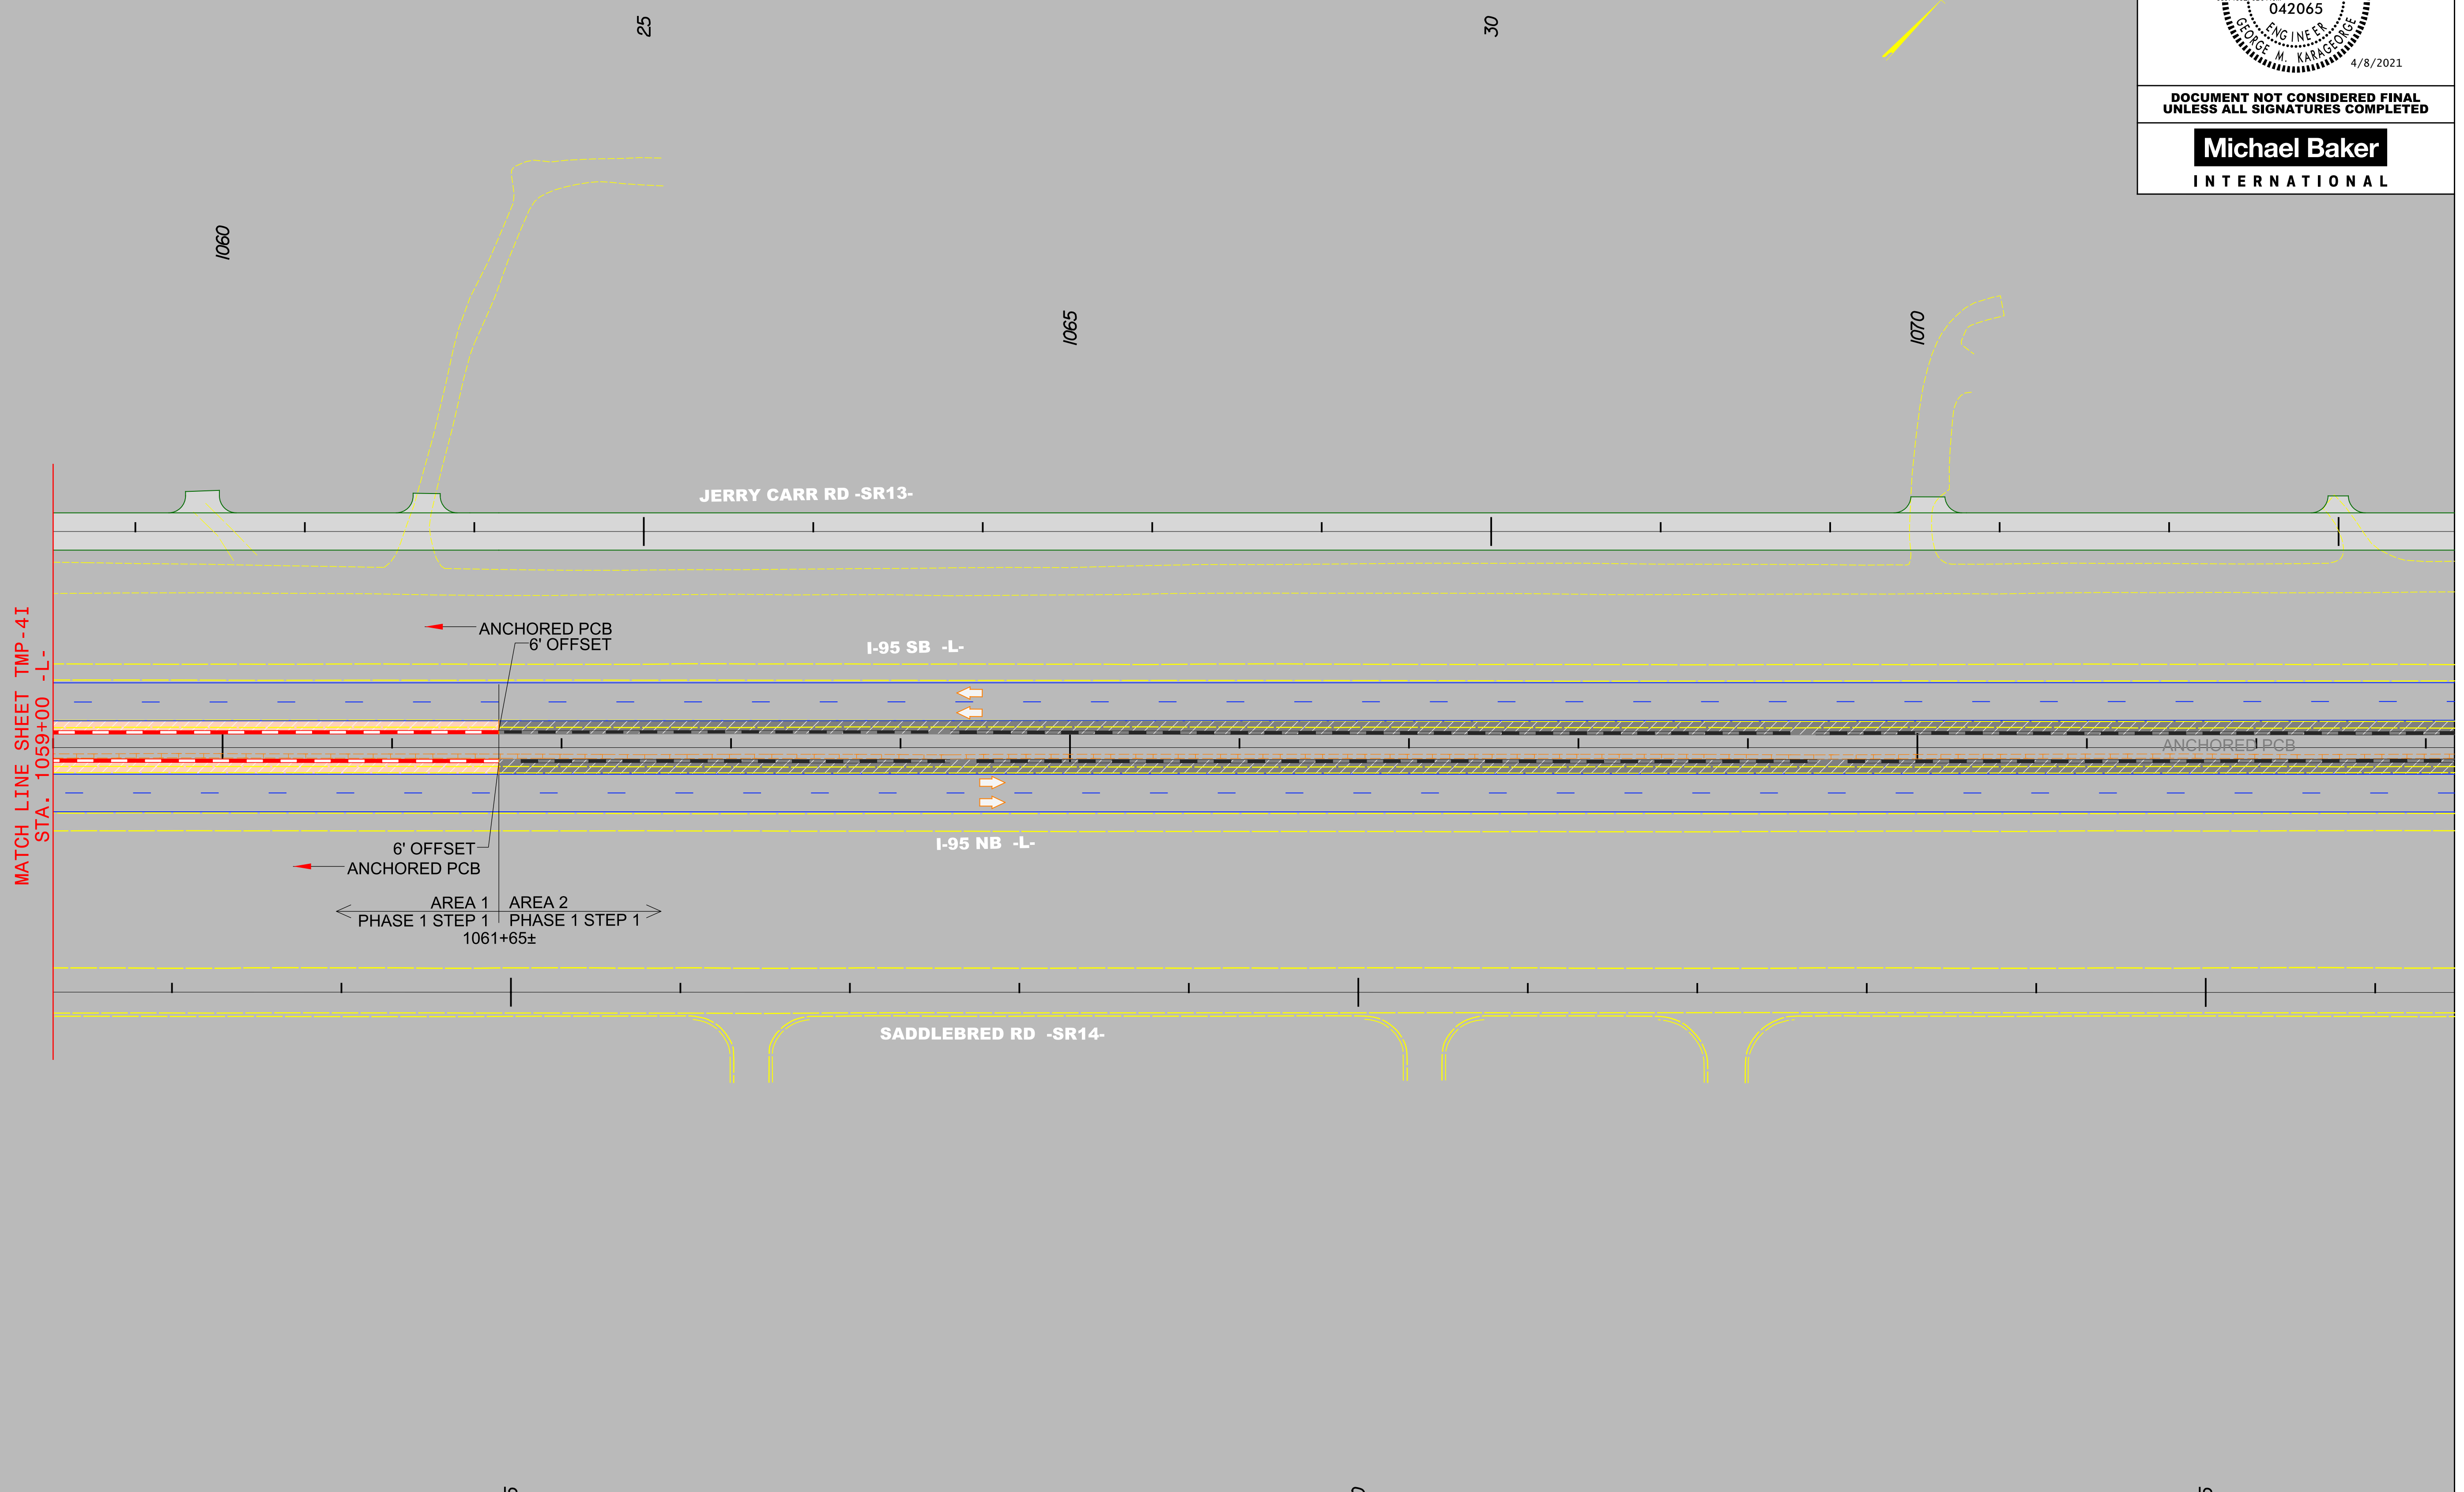 25
30
042065
ENGINEER
GEORGE M. KARAGEORGE
4/8/2021
DOCUMENT NOT CONSIDERED FINAL
UNLESS ALL SIGNATURES COMPLETED
Michael Baker
INTERNATIONAL
1060
1065
1070
JERRY CARR RD -SR13-
MATCH LINE SHEET TMP-4I
STA. 1059+00 -L-
ANCHORED PCB
6' OFFSET
I-95 SB -L-
ANCHORED PCB
I-95 NB -L-
6' OFFSET
ANCHORED PCB
AREA 1 AREA 2
PHASE 1 STEP 1 PHASE 1 STEP 1
1061+65±
SADDLEBRED RD -SR14-